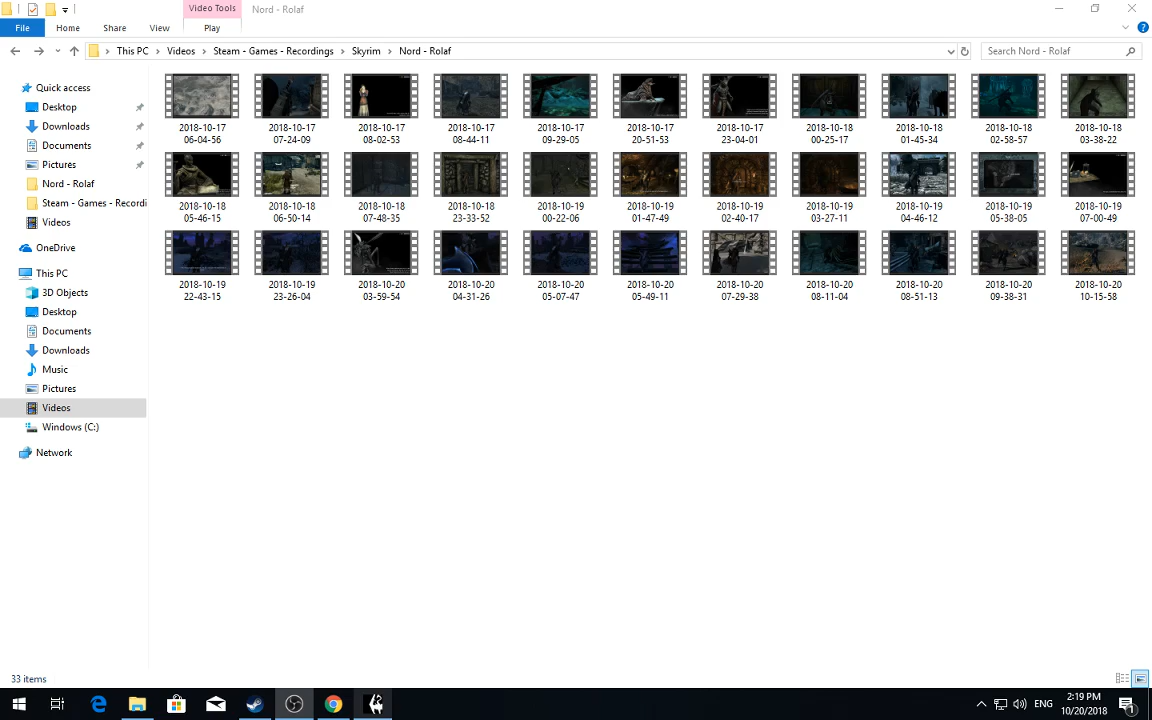 Video Tools
Nord - Rolaf
File
Home
Share
View
Play
This PC
Videos
Steam - Games - Recordings
Skyrim
Nord - Rolaf
Search Nord - Rolaf
Quick access
Desktop
Downloads
Documents
Pictures
Nord - Rolaf
Steam - Games - Recordi
Videos
OneDrive
This PC
3D Objects
Desktop
Documents
Downloads
Music
Pictures
Videos
Windows (C:)
Network
2018-10-17 2018-10-17 2018-10-17 2018-10-17 2018-10-17 2018-10-17 2018-10-17 2018-10-18 2018-10-18 2018-10-18 2018-10-18
06-04-56 07-24-09 08-02-53 08-44-11 09-29-05 20-51-53 23-04-01 00-25-17 01-45-34 02-58-57 03-38-22
2018-10-18 2018-10-18 2018-10-18 2018-10-18 2018-10-19 2018-10-19 2018-10-19 2018-10-19 2018-10-19 2018-10-19 2018-10-19
05-46-15 06-50-14 07-48-35 23-33-52 00-22-06 01-47-49 02-40-17 03-27-11 04-46-12 05-38-05 07-00-49
2018-10-19 2018-10-19 2018-10-20 2018-10-20 2018-10-20 2018-10-20 2018-10-20 2018-10-20 2018-10-20 2018-10-20 2018-10-20
22-43-15 23-26-04 03-59-54 04-31-26 05-07-47 05-49-11 07-29-38 08-11-04 08-51-13 09-38-31 10-15-58
33 items
ENG
2:19 PM
10/20/2018
1